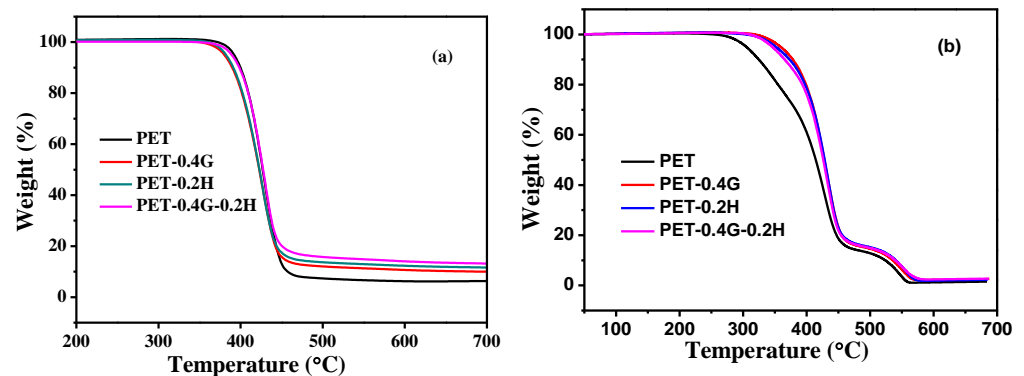 (a)
Weight (%)
100
80
60
40
20
0
PET
PET-0.4G
PET-0.2H
PET-0.4G-0.2H
200 300 400 500 600 700
Temperature (°C)
(b)
Weight (%)
100
80
60
40
20
0
PET
PET-0.4G
PET-0.2H
PET-0.4G-0.2H
100 200 300 400 500 600 700
Temperature (°C)